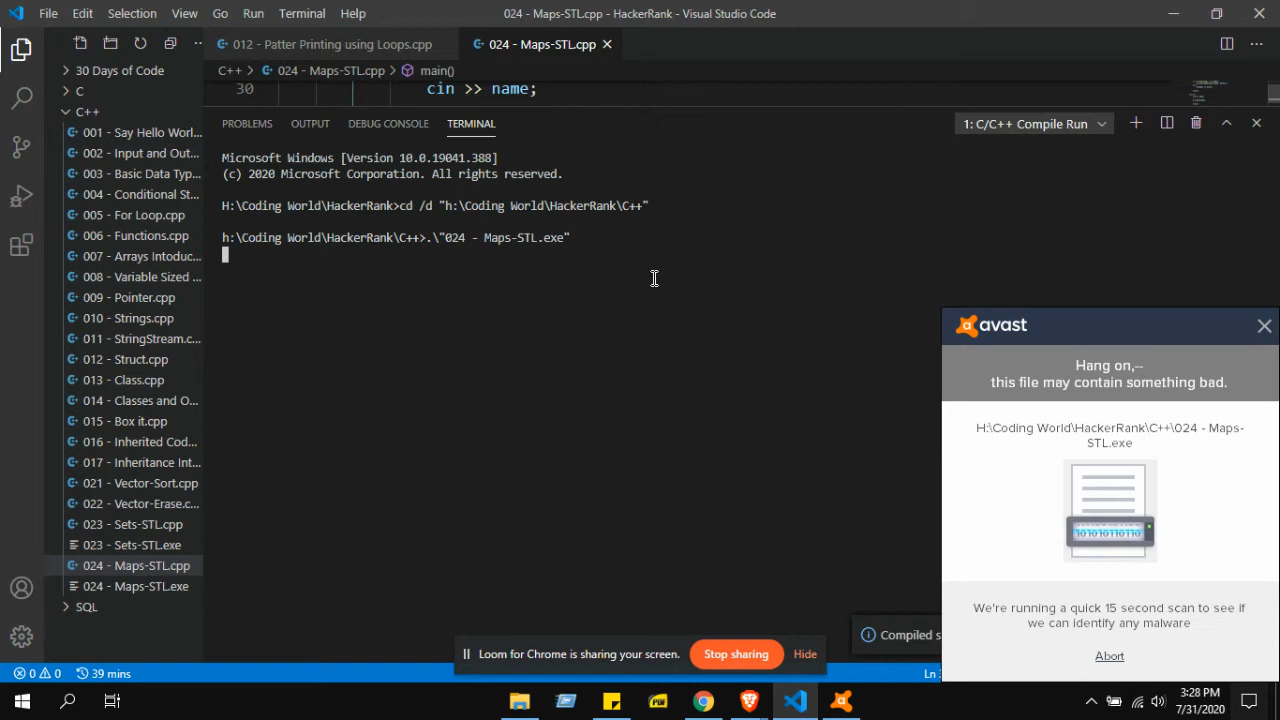 File Edit Selection View Go Run Terminal Help 024 - Maps-STL.cpp - HackerRank - Visual Studio Code
012 - Patter Printing using Loops.cpp 024 - Maps-STL.cpp
C++ > 024 - Maps-STL.cpp > main()
30 cin >> name;
30 Days of Code
C
C++
001 - Say Hello Worl...
002 - Input and Out...
003 - Basic Data Typ...
004 - Conditional St...
005 - For Loop.cpp
006 - Functions.cpp
007 - Arrays Intoduc...
008 - Variable Sized ...
009 - Pointer.cpp
010 - Strings.cpp
011 - StringStream.c...
012 - Struct.cpp
013 - Class.cpp
014 - Classes and O...
015 - Box it.cpp
016 - Inherited Cod...
017 - Inheritance Int...
021 - Vector-Sort.cpp
022 - Vector-Erase.c...
023 - Sets-STL.cpp
023 - Sets-STL.exe
024 - Maps-STL.cpp
024 - Maps-STL.exe
SQL
PROBLEMS OUTPUT DEBUG CONSOLE TERMINAL 1: C/C++ Compile Run
Microsoft Windows [Version 10.0.19041.388]
(c) 2020 Microsoft Corporation. All rights reserved.
H:\Coding World\HackerRank>cd /d "h:\Coding World\HackerRank\C++"
h:\Coding World\HackerRank\C++>.\"024 - Maps-STL.exe"
avast
Hang on,--
this file may contain something bad.
H:\Coding World\HackerRank\C++\024 - Maps-
STL.exe
10101010110
We're running a quick 15 second scan to see if
we can identify any malware
Abort
Compiled s
Loom for Chrome is sharing your screen. Stop sharing Hide
0 0 39 mins Ln
PDF
3:28 PM
7/31/2020